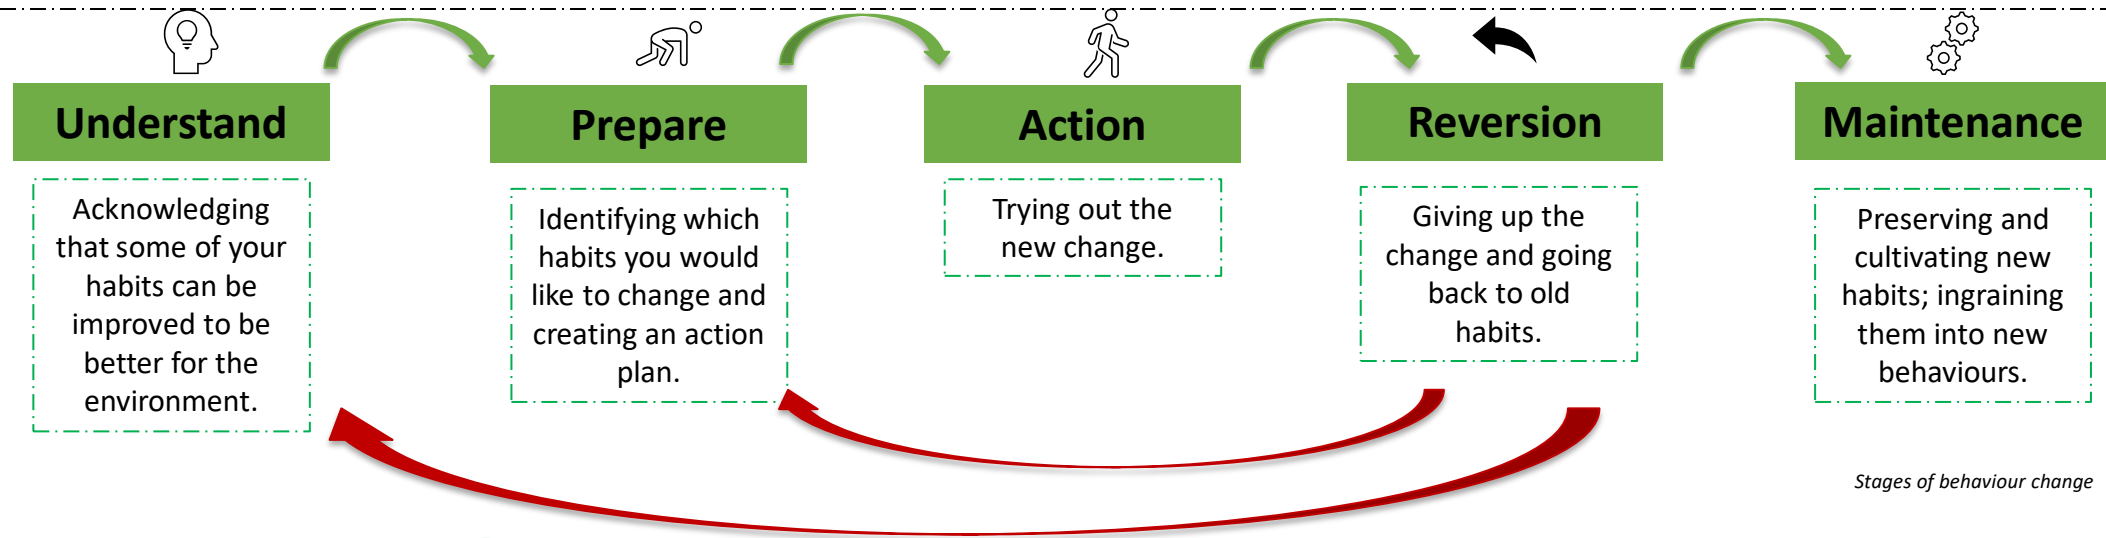 Understand
Acknowledging
that some of your
habits can be
improved to be
better for the
environment.
Prepare
Identifying which
habits you would
like to change and
creating an action
plan.
Action
Trying out the
new change.
Reversion
Giving up the
change and going
back to old
habits.
Maintenance
Preserving and
cultivating new
habits; ingraining
them into new
behaviours.
Stages of behaviour change